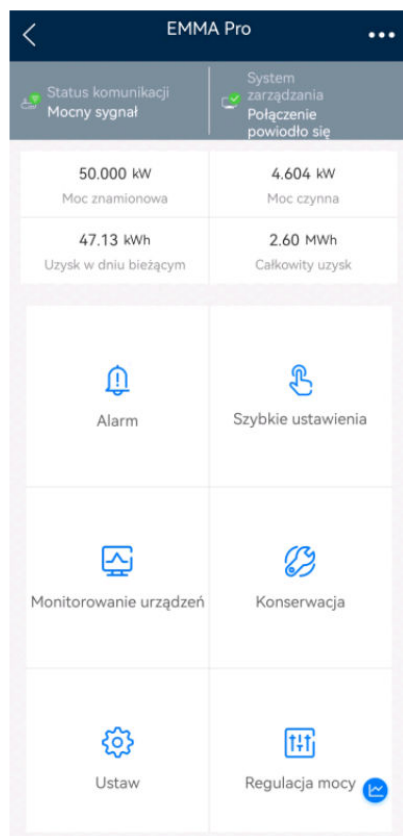 EMMA Pro
Status komunikacji
Mocny sygnał
System
zarządzania
Połączenie
powiodło się
50.000 kW
Moc znamionowa
4.604 kW
Moc czynna
47.13 kWh
Uzysk w dniu bieżącym
2.60 MWh
Całkowity uzysk
Alarm
Szybkie ustawienia
Monitorowanie urządzeń
Konserwacja
Ustaw
Regulacja mocy